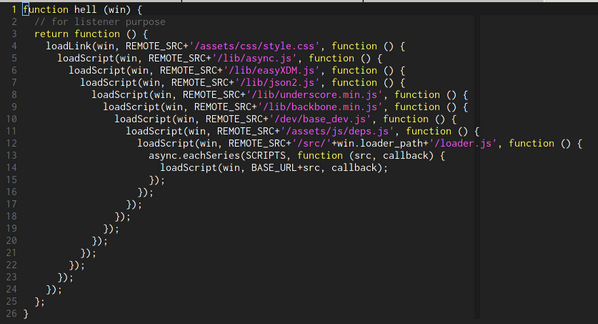 1 function hell (win) {
2 // for listener purpose
3 return function () {
4 loadLink(win, REMOTE_SRC+'/assets/css/style.css', function () {
5 loadScript(win, REMOTE_SRC+'/lib/async.js', function () {
6 loadScript(win, REMOTE_SRC+'/lib/easyXDM.js', function () {
7 loadScript(win, REMOTE_SRC+'/lib/json2.js', function () {
8 loadScript(win, REMOTE_SRC+'/lib/underscore.min.js', function () {
9 loadScript(win, REMOTE_SRC+'/lib/backbone.min.js', function () {
10 loadScript(win, REMOTE_SRC+'/dev/base_dev.js', function () {
11 loadScript(win, REMOTE_SRC+'/assets/js/deps.js', function () {
12 loadScript(win, REMOTE_SRC+'/src/'+win.loader_path+'/loader.js', function () {
13 async.eachSeries(SCRIPTS, function (src, callback) {
14 loadScript(win, BASE_URL+src, callback);
15 });
16 });
17 });
18 });
19 });
20 });
21 });
22 });
23 });
24 });
25 };
26 }